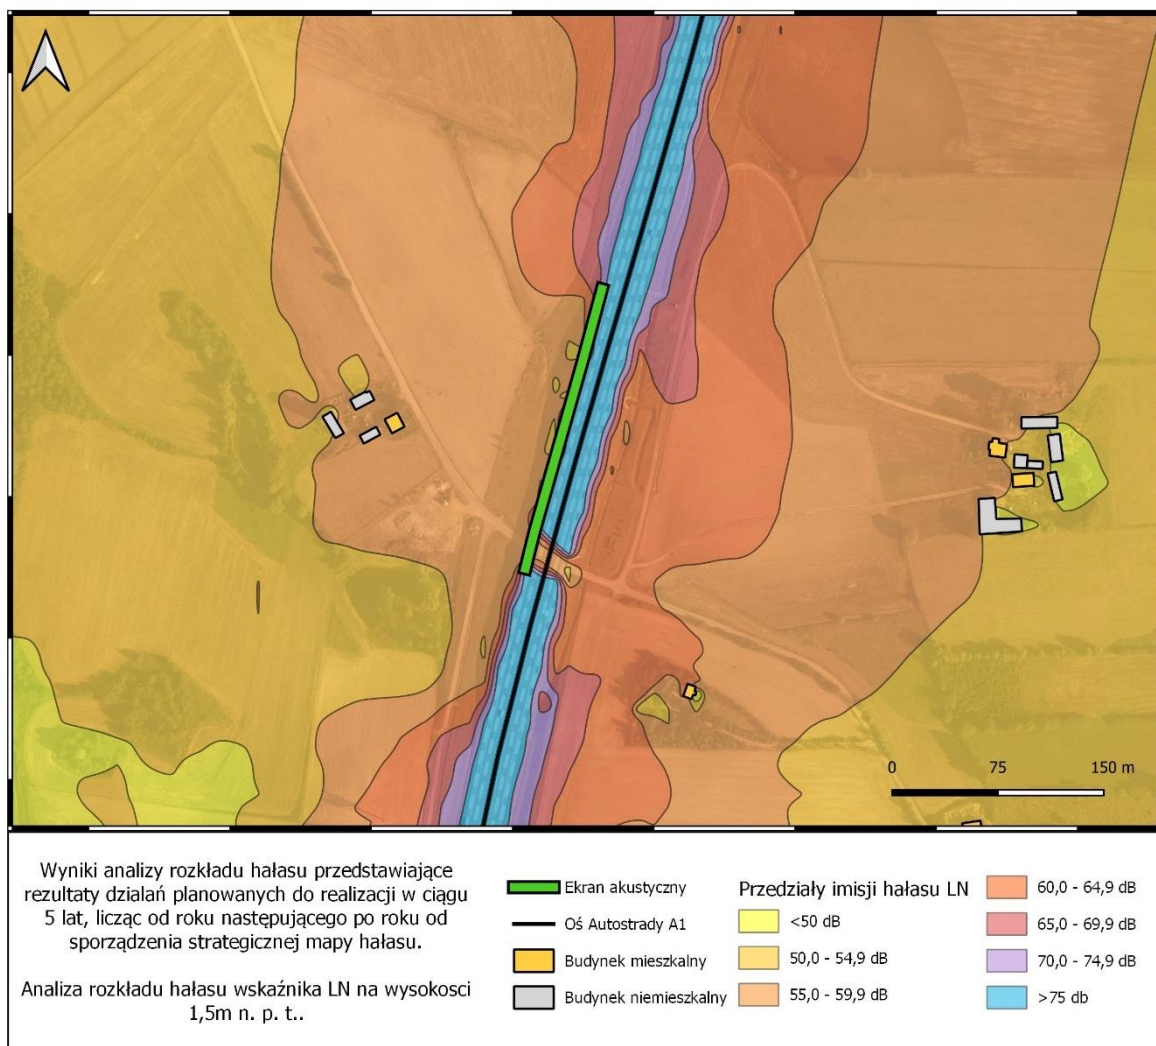 0 75 150 m
Wyniki analizy rozkładu hałasu przedstawiające
rezultaty działań planowanych do realizacji w ciągu
5 lat, licząc od roku następującego po roku od
sporządzenia strategicznej mapy hałasu.
Analiza rozkładu hałasu wskaźnika LN na wysokosci
1,5m n. p. t..
Ekran akustyczny
Oś Autostrady A1
Budynek mieszkalny
Budynek niemieszkalny
Przedziały imisji hałasu LN
<50 dB
50,0 - 54,9 dB
55,0 - 59,9 dB
60,0 - 64,9 dB
65,0 - 69,9 dB
70,0 - 74,9 dB
>75 db